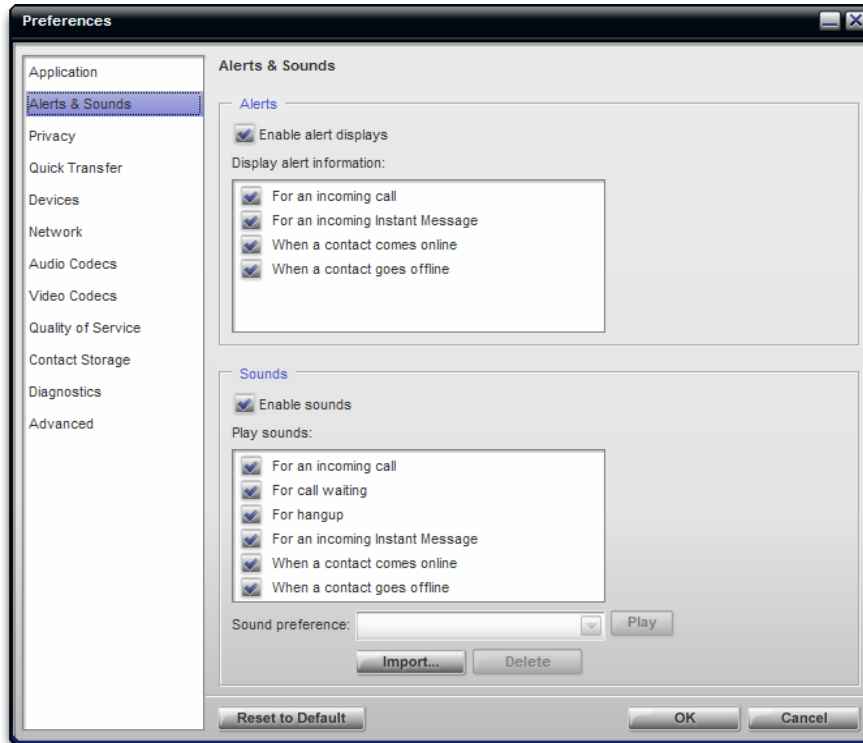 Preferences
Application
Alerts & Sounds
Privacy
Quick Transfer
Devices
Network
Audio Codecs
Video Codecs
Quality of Service
Contact Storage
Diagnostics
Advanced
Alerts & Sounds
Alerts
Enable alert displays
Display alert information:
For an incoming call
For an incoming Instant Message
When a contact comes online
When a contact goes offline
Sounds
Enable sounds
Play sounds:
For an incoming call
For call waiting
For hangup
For an incoming Instant Message
When a contact comes online
When a contact goes offline
Sound preference: Play
Import... Delete
Reset to Default OK Cancel